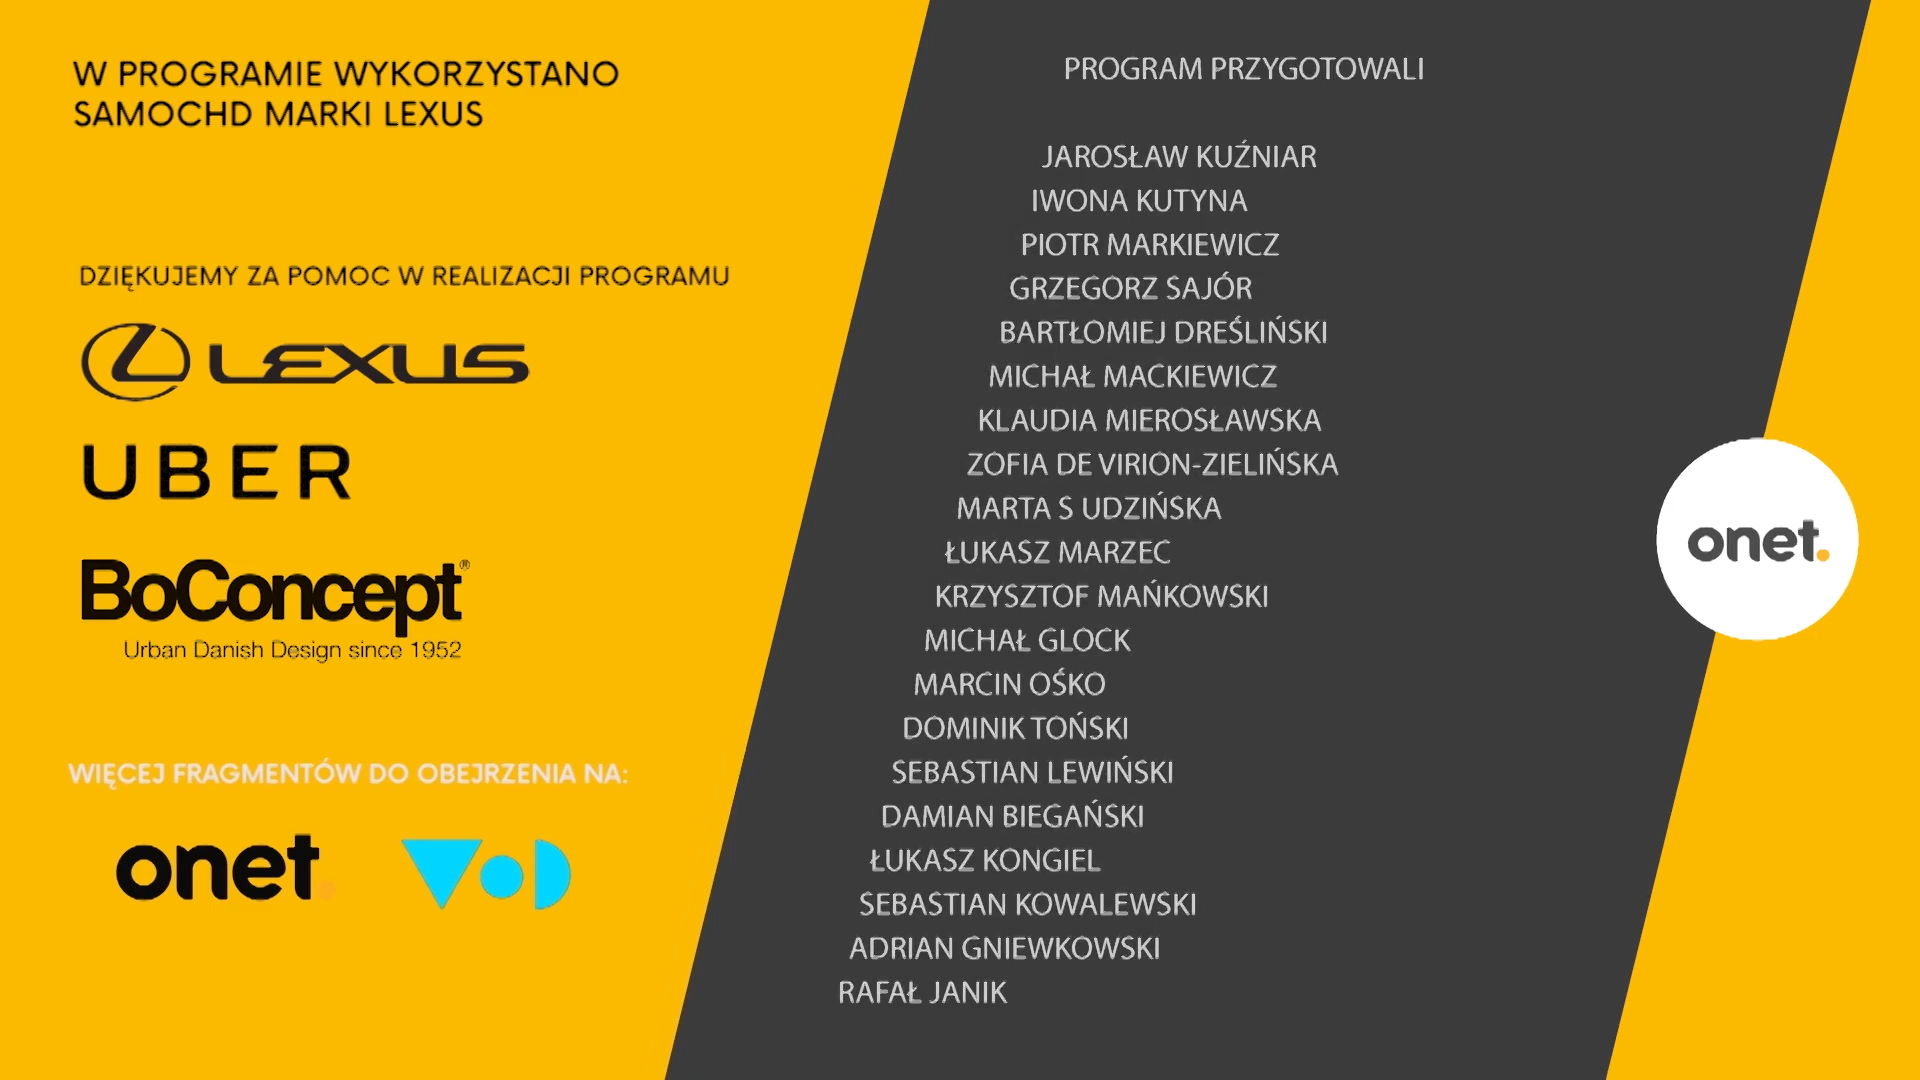 W PROGRAMIE WYKORZYSTANO
SAMOCHD MARKI LEXUS
DZIĘKUJEMY ZA POMOC W REALIZACJI PROGRAMU
LEXUS
UBER
BoConcept®
Urban Danish Design since 1952
WIĘCEJ FRAGMENTÓW DO OBEJRZENIA NA:
onet.
VOD
PROGRAM PRZYGOTOWALI
JAROSŁAW KUŹNIAR
IWONA KUTYNA
PIOTR MARKIEWICZ
GRZEGORZ SAJÓR
BARTŁOMIEJ DREŚLIŃSKI
MICHAŁ MACKIEWICZ
KLAUDIA MIEROSŁAWSKA
ZOFIA DE VIRION-ZIELIŃSKA
MARTA S UDZIŃSKA
ŁUKASZ MARZEC
KRZYSZTOF MAŃKOWSKI
MICHAŁ GLOCK
MARCIN OŚKO
DOMINIK TOŃSKI
SEBASTIAN LEWIŃSKI
DAMIAN BIEGAŃSKI
ŁUKASZ KONGIEL
SEBASTIAN KOWALEWSKI
ADRIAN GNIEWKOWSKI
RAFAŁ JANIK
onet.